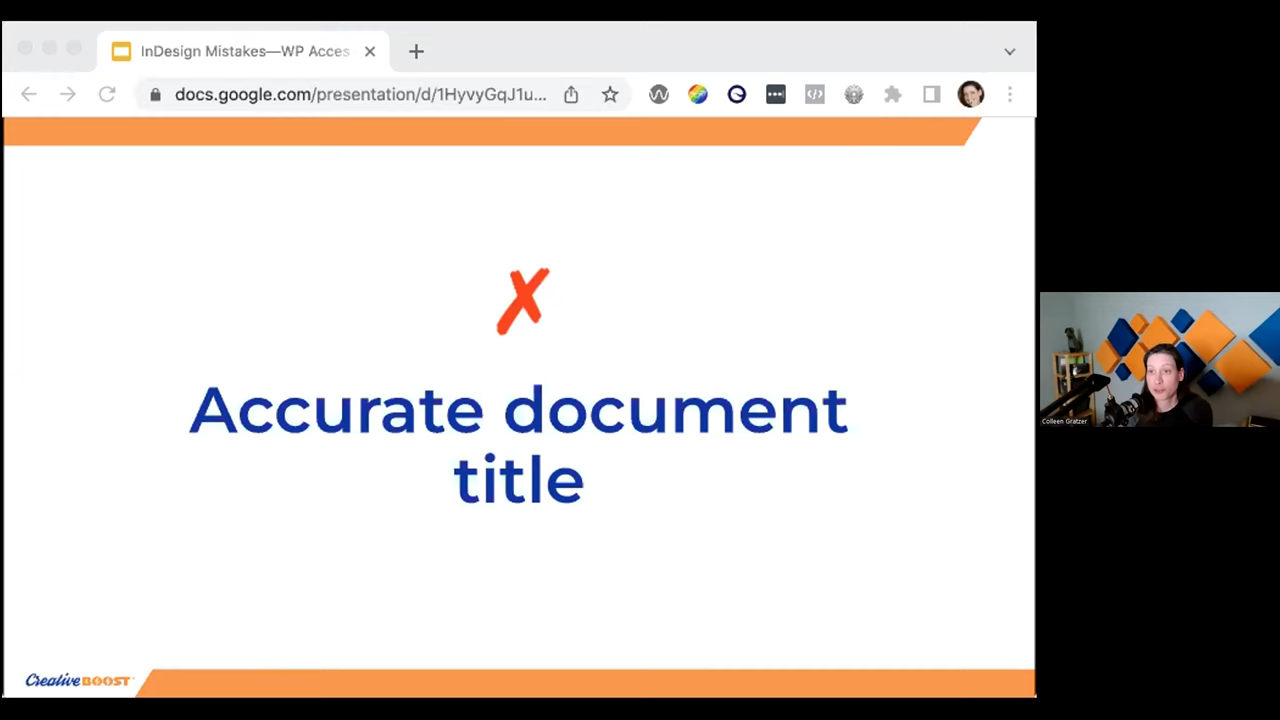 InDesign Mistakes—WP Acces
docs.google.com/presentation/d/1HyvyGqJ1u...
✗
Accurate document
title
Colleen Gratzer
CreativeBOOST